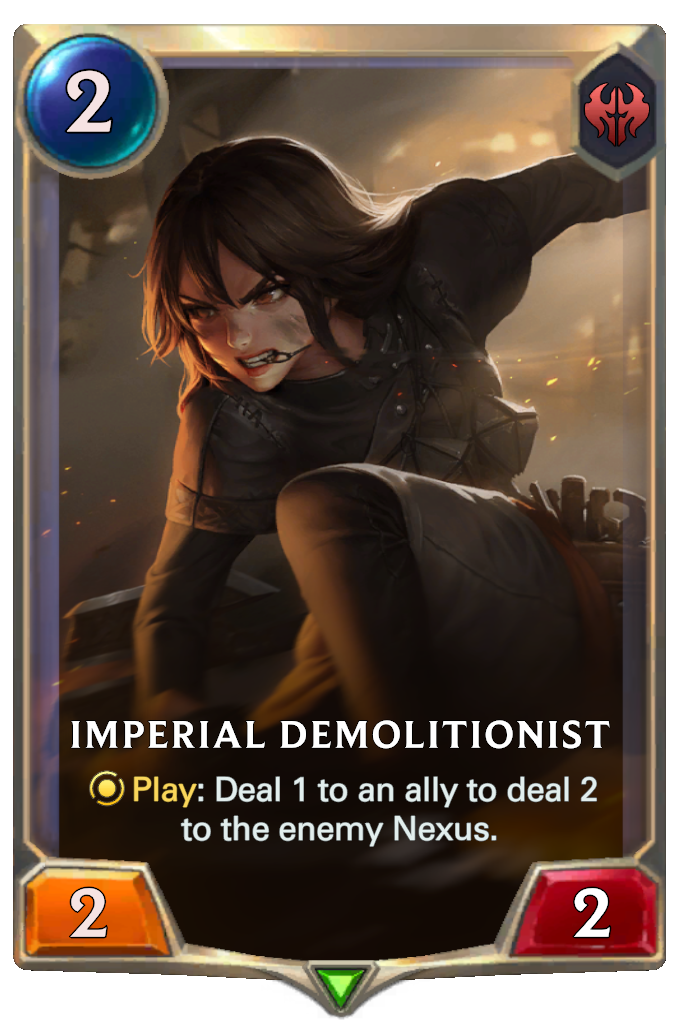 2
IMPERIAL DEMOLITIONIST
Play: Deal 1 to an ally to deal 2
to the enemy Nexus.
2 2